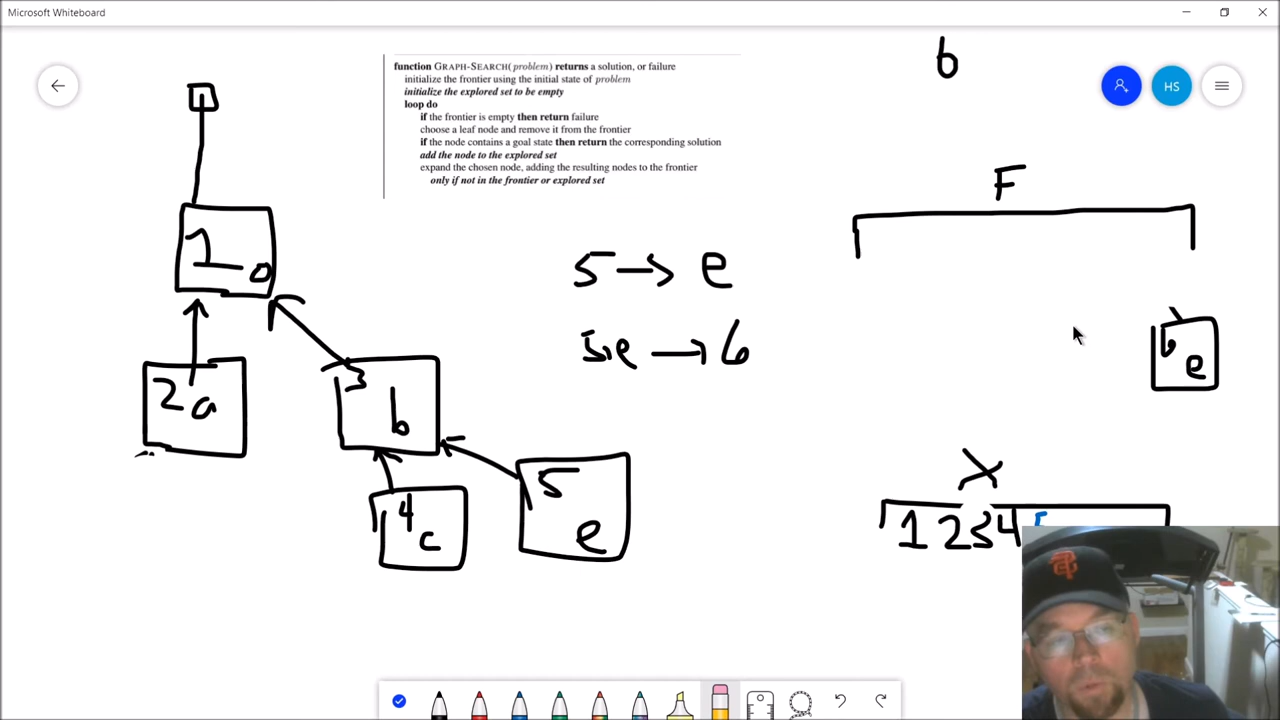 Microsoft Whiteboard
HS
function GRAPH-SEARCH(problem) returns a solution, or failure
initialize the frontier using the initial state of problem
initialize the explored set to be empty
loop do
if the frontier is empty then return failure
choose a leaf node and remove it from the frontier
if the node contains a goal state then return the corresponding solution
add the node to the explored set
expand the chosen node, adding the resulting nodes to the frontier
only if not in the frontier or explored set
6
F
1 0
5 → e
5,e → 6
6 e
2 a
3 b
X
4 c
5 e
1 2 3 4 5